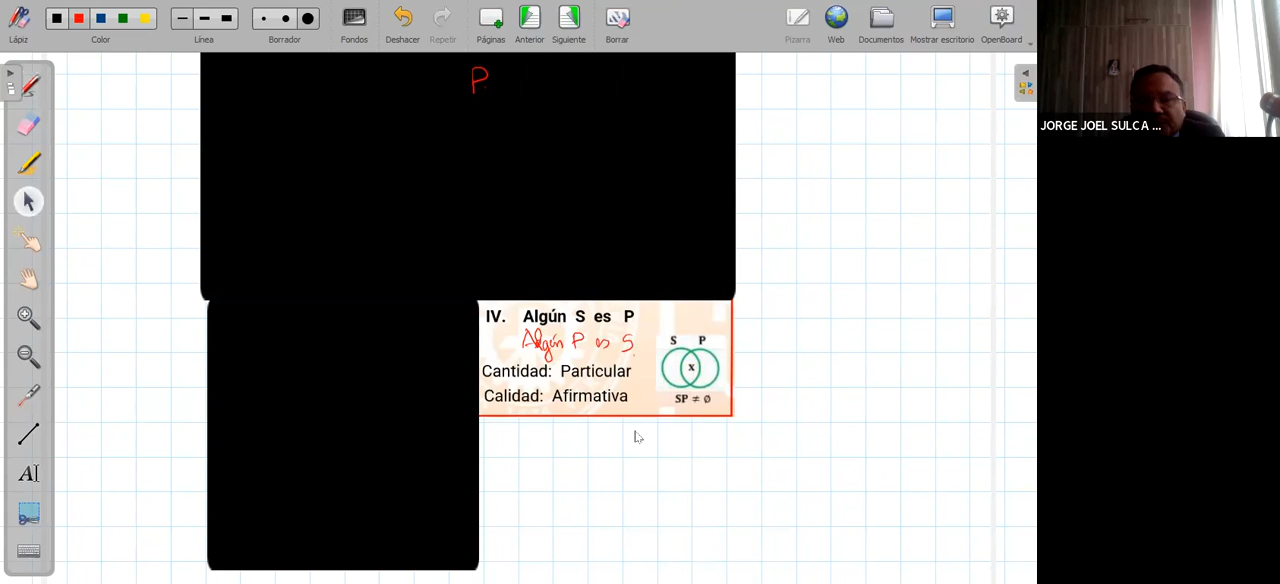 Lápiz
Color
Línea
Borrador
Fondos
Deshacer
Repetir
Páginas
Anterior
Siguiente
Borrar
Pizarra
Web
Documentos
Mostrar escritorio
OpenBoard
JORGE JOEL SULCA ...
P
IV. Algún S es P
Algún P es S
Cantidad: Particular
Calidad: Afirmativa
S P
x
SP ≠ ∅
AI